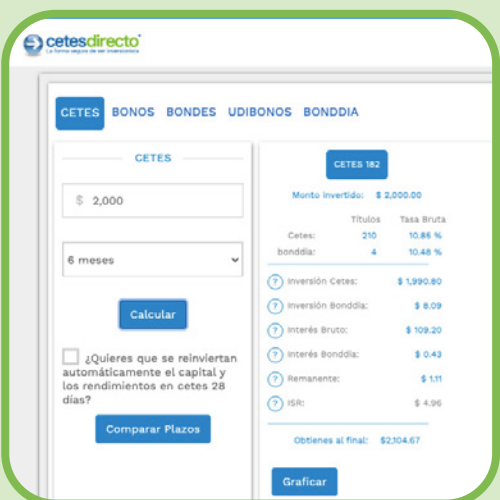 cetesdirecto
La forma segura de ser inversionista
CETES BONOS BONDES UDIBONOS BONDDIA
CETES
$ 2,000
6 meses
Calcular
¿Quieres que se reinviertan
automáticamente el capital y
los rendimientos en cetes 28
días?
Comparar Plazos
CETES 182
Monto invertido: $ 2,000.00
Títulos Tasa Bruta
Cetes: 210 10.85 %
bonddia: 4 10.48 %
? Inversión Cetes: $ 1,990.80
? Inversión Bonddia: $ 8.09
? Interés Bruto: $ 109.20
? Interés Bonddia: $ 0.43
? Remanente: $ 1.11
? ISR: $ 4.96
Obtienes al final: $2,104.67
Graficar